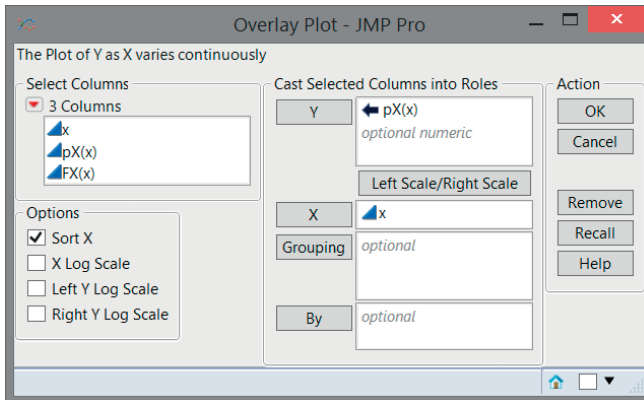 Overlay Plot - JMP Pro
The Plot of Y as X varies continuously
Select Columns
3 Columns
x
pX(x)
FX(x)
Options
Sort X
X Log Scale
Left Y Log Scale
Right Y Log Scale
Cast Selected Columns into Roles
Y
pX(x)
optional numeric
Left Scale/Right Scale
X
x
Grouping
optional
By
optional
Action
OK
Cancel
Remove
Recall
Help